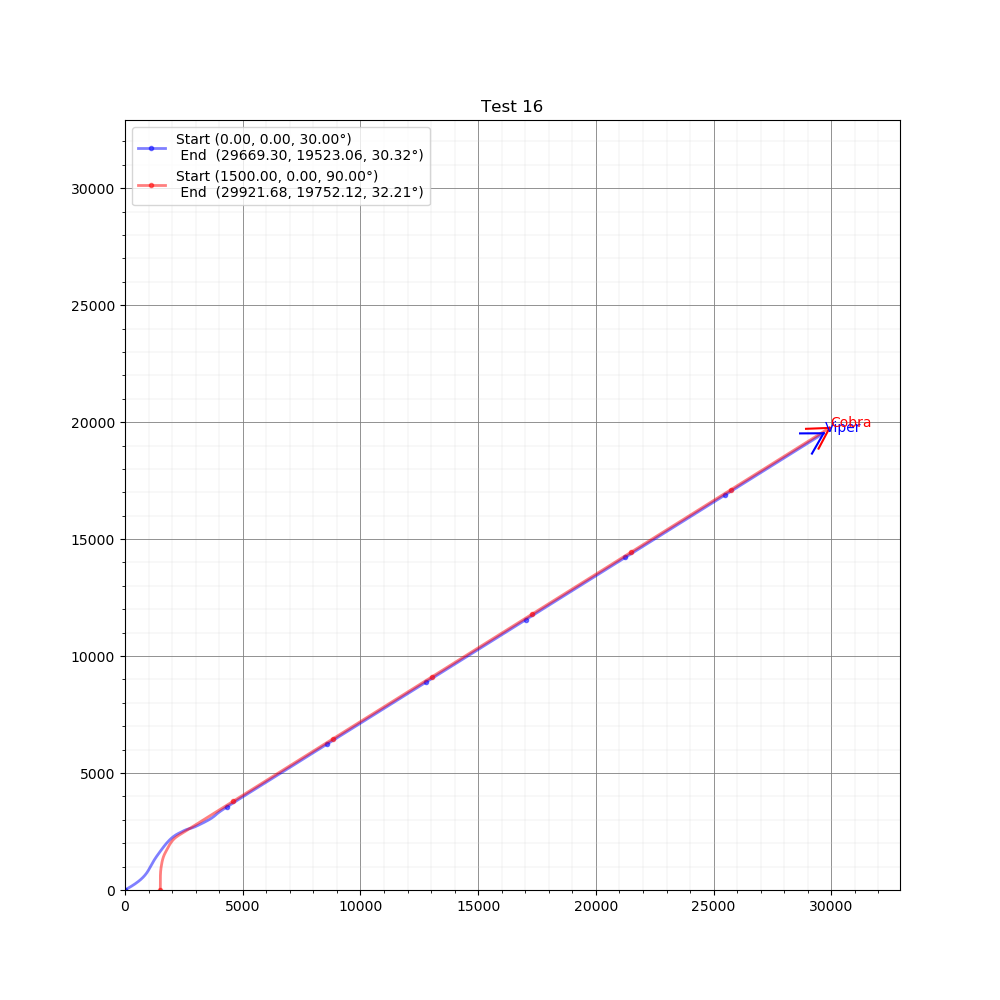 Test 16
Start (0.00, 0.00, 30.00°)
End (29669.30, 19523.06, 30.32°)
Start (1500.00, 0.00, 90.00°)
End (29921.68, 19752.12, 32.21°)
30000
25000
20000
15000
10000
5000
0
Cobra
Viper
0 5000 10000 15000 20000 25000 30000